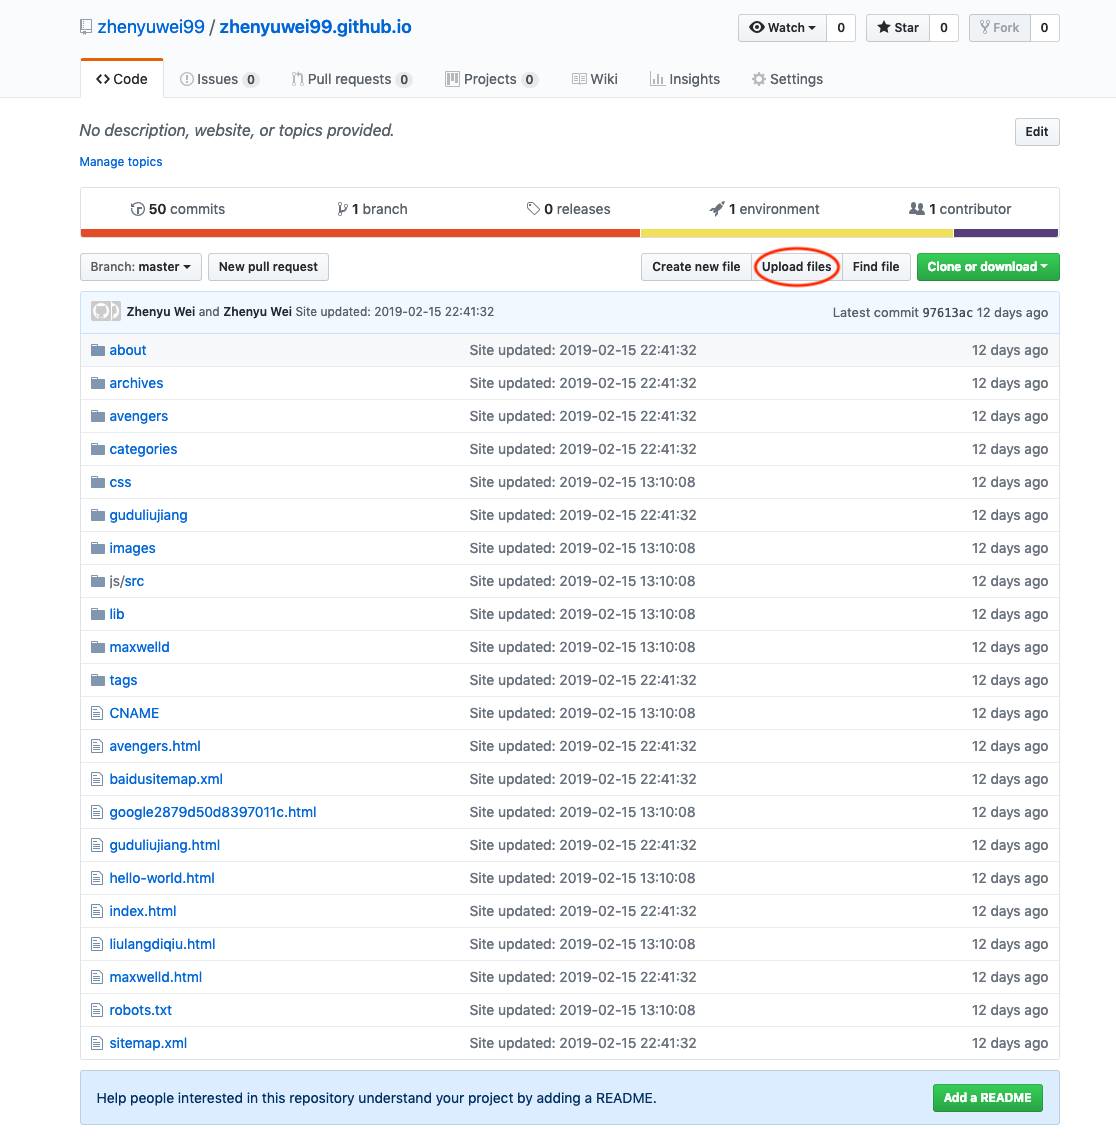 zhenyuwei99 / zhenyuwei99.github.io Watch 0 Star 0 Fork 0
Code Issues 0 Pull requests 0 Projects 0 Wiki Insights Settings
No description, website, or topics provided. Edit
Manage topics
50 commits 1 branch 0 releases 1 environment 1 contributor
Branch: master New pull request Create new file Upload files Find file Clone or download
Zhenyu Wei and Zhenyu Wei Site updated: 2019-02-15 22:41:32 Latest commit 97613ac 12 days ago
about Site updated: 2019-02-15 22:41:32 12 days ago
archives Site updated: 2019-02-15 22:41:32 12 days ago
avengers Site updated: 2019-02-15 22:41:32 12 days ago
categories Site updated: 2019-02-15 22:41:32 12 days ago
css Site updated: 2019-02-15 13:10:08 12 days ago
guduliujiang Site updated: 2019-02-15 22:41:32 12 days ago
images Site updated: 2019-02-15 13:10:08 12 days ago
js/src Site updated: 2019-02-15 13:10:08 12 days ago
lib Site updated: 2019-02-15 13:10:08 12 days ago
maxwelld Site updated: 2019-02-15 13:10:08 12 days ago
tags Site updated: 2019-02-15 22:41:32 12 days ago
CNAME Site updated: 2019-02-15 13:10:08 12 days ago
avengers.html Site updated: 2019-02-15 22:41:32 12 days ago
baidusitemap.xml Site updated: 2019-02-15 22:41:32 12 days ago
google2879d50d8397011c.html Site updated: 2019-02-15 13:10:08 12 days ago
guduliujiang.html Site updated: 2019-02-15 22:41:32 12 days ago
hello-world.html Site updated: 2019-02-15 13:10:08 12 days ago
index.html Site updated: 2019-02-15 22:41:32 12 days ago
liulangdiqiu.html Site updated: 2019-02-15 13:10:08 12 days ago
maxwelld.html Site updated: 2019-02-15 22:41:32 12 days ago
robots.txt Site updated: 2019-02-15 13:10:08 12 days ago
sitemap.xml Site updated: 2019-02-15 22:41:32 12 days ago
Help people interested in this repository understand your project by adding a README. Add a README